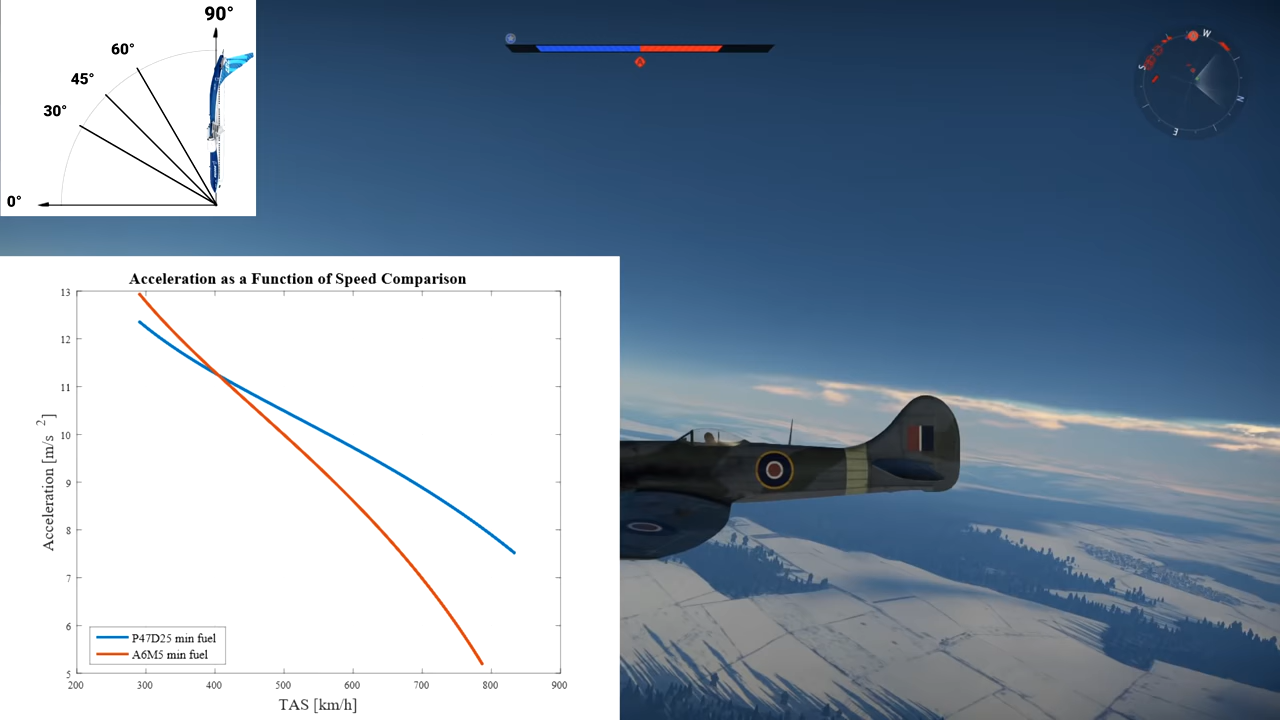 90°
60°
45°
30°
0°
W
S
N
E
Acceleration as a Function of Speed Comparison
13
12
11
10
9
8
7
6
5
Acceleration [m/s ²]
P47D25 min fuel
A6M5 min fuel
200 300 400 500 600 700 800 900
TAS [km/h]